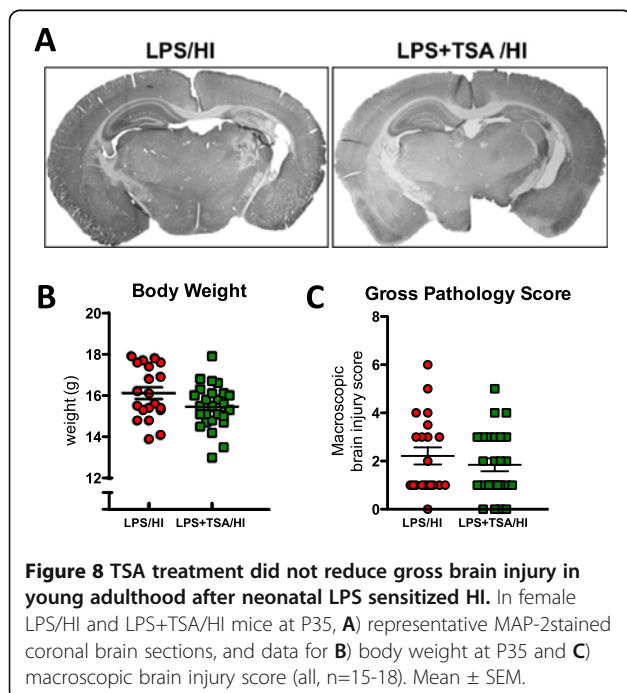 A
LPS/HI
LPS+TSA /HI
B
Body Weight
weight (g)
20
18
16
14
12
LPS/HI
LPS+TSA/HI
C
Gross Pathology Score
Macroscopic
brain injury score
8
6
4
2
0
LPS/HI
LPS+TSA/HI
Figure 8 TSA treatment did not reduce gross brain injury in
young adulthood after neonatal LPS sensitized HI. In female
LPS/HI and LPS+TSA/HI mice at P35, A) representative MAP-2stained
coronal brain sections, and data for B) body weight at P35 and C)
macroscopic brain injury score (all, n=15-18). Mean ± SEM.